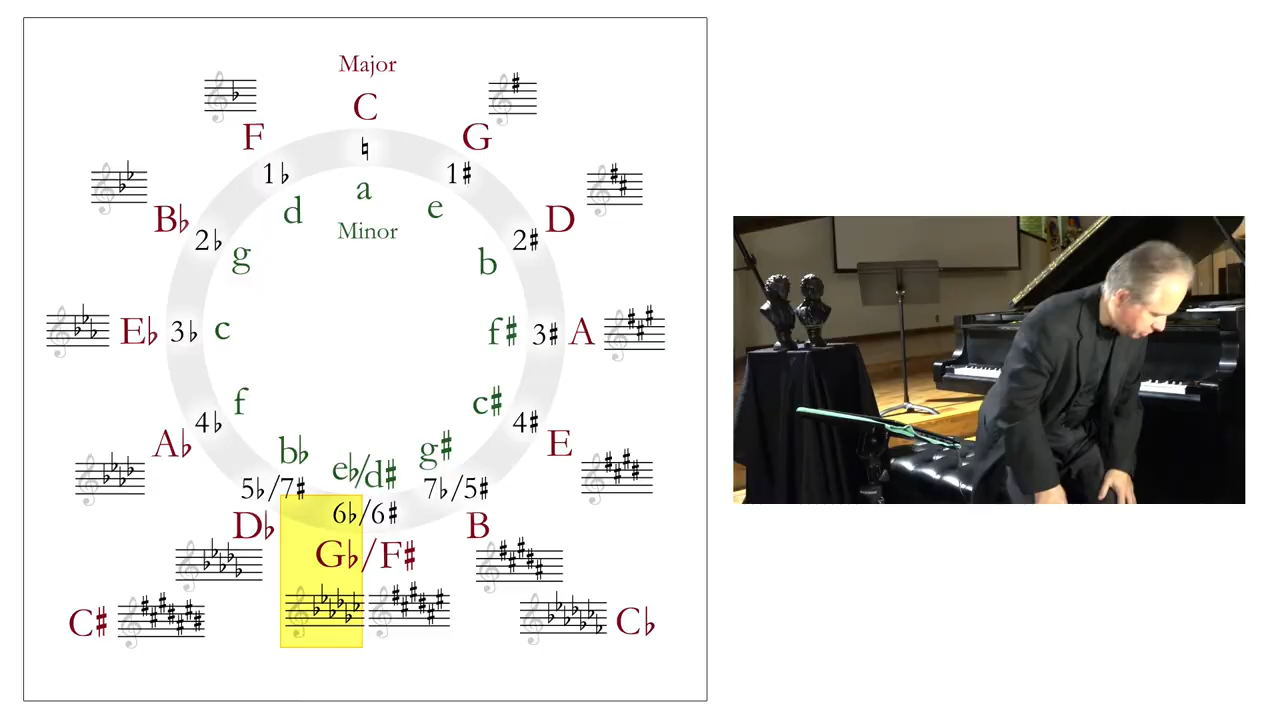 Major
C
F
G
♮
1♭
1♯
a
d
e
Minor
B♭
D
2♭
2♯
g
b
E♭
3♭
c
f♯
3♯
A
f
c♯
4♭
4♯
A♭
E
b♭
e♭/d♯
g♯
5♭/7♯
6♭/6♯
7♭/5♯
D♭
G♭/F♯
B
C♯
C♭